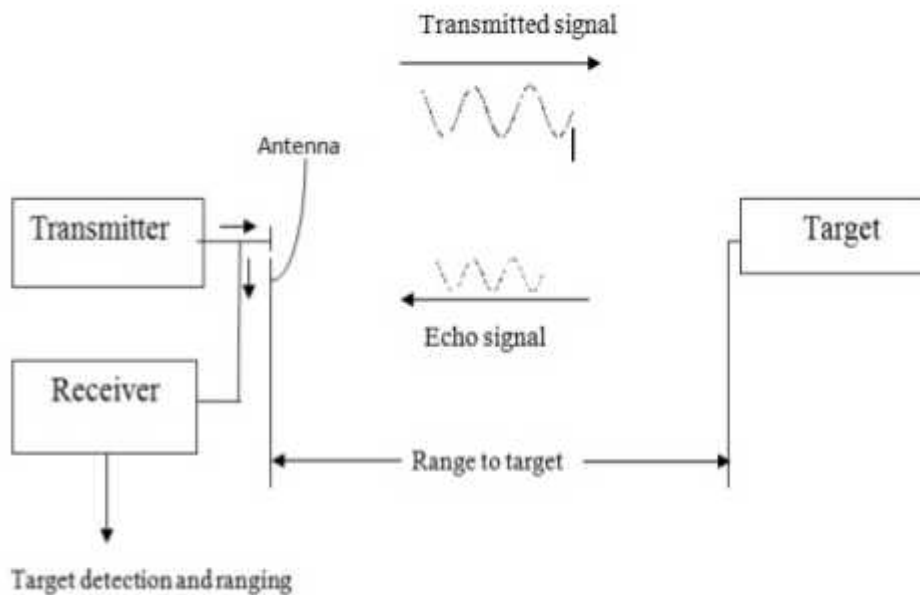 Transmitted signal
Antenna
Transmitter
Target
Echo signal
Receiver
Range to target
Target detection and ranging